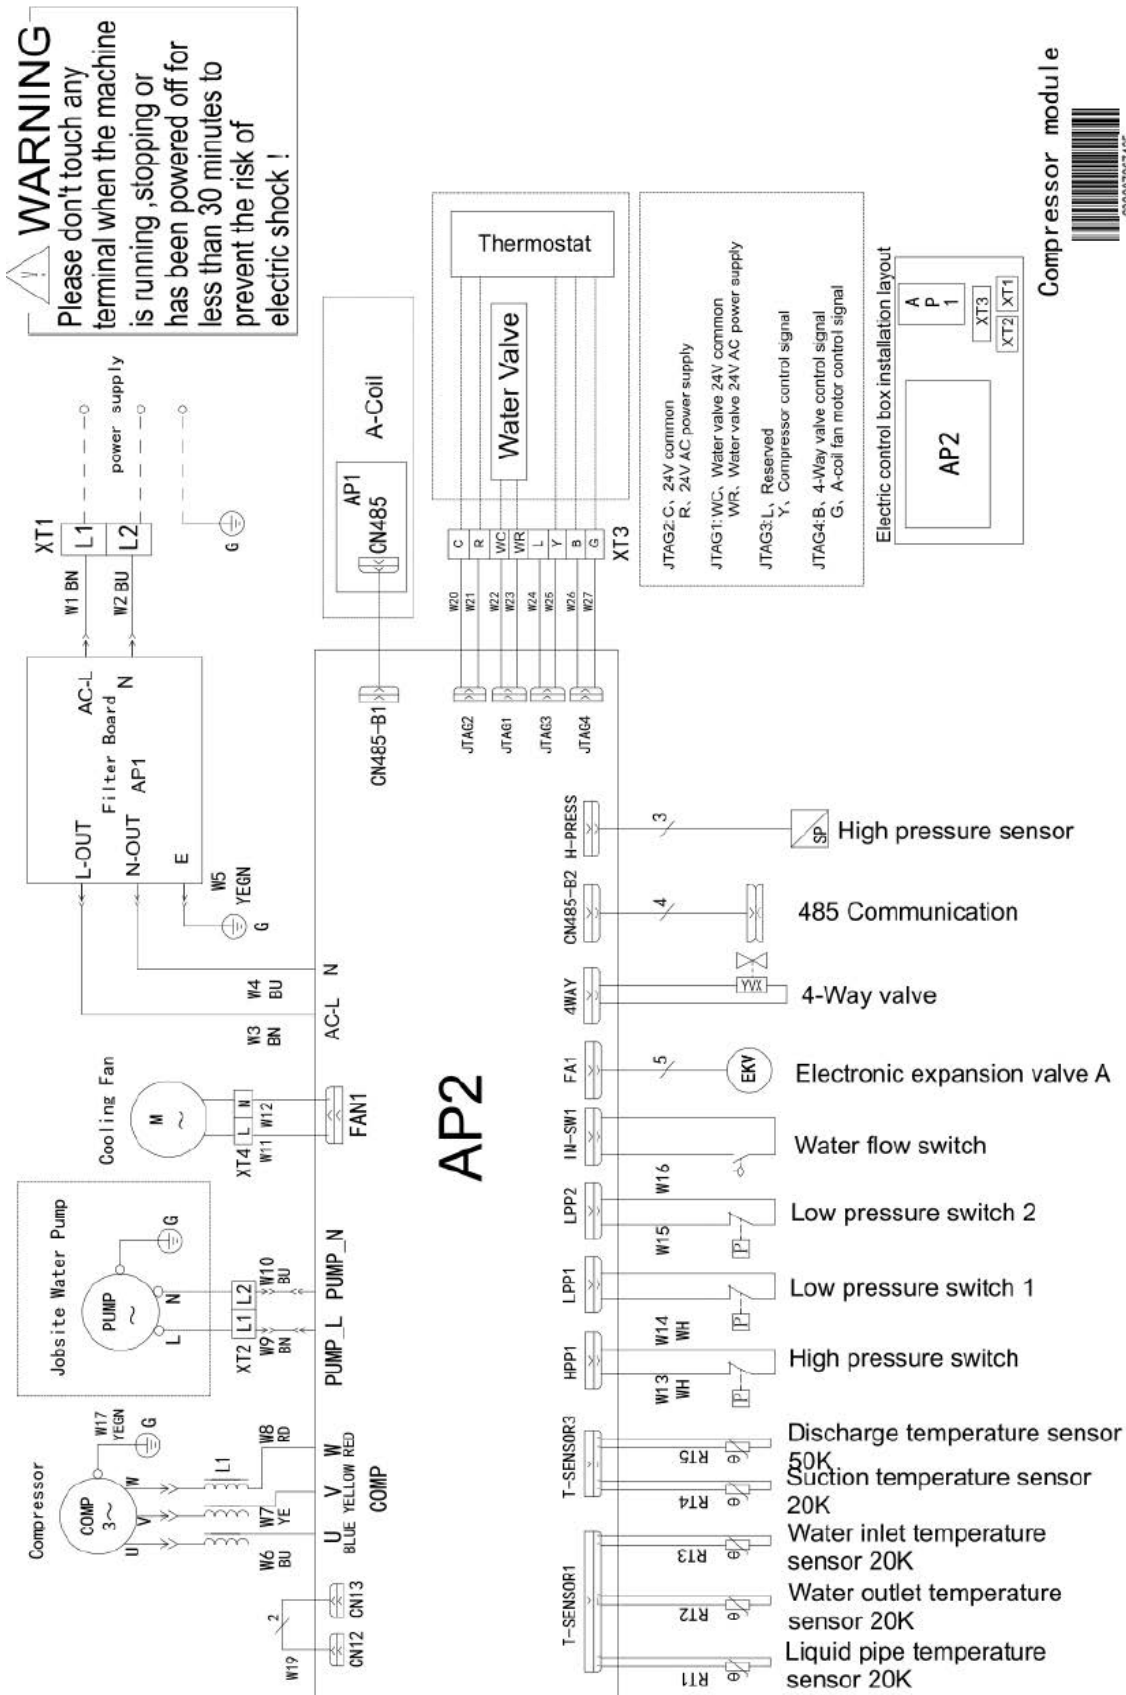 WARNING
Please don't touch any
terminal when the machine
is running ,stopping or
has been powered off for
less than 30 minutes to
prevent the risk of
electric shock !
power supply
XT1
L1
L2
G
W1 BN
W2 BU
AC-L
N
Filter Board
AP1
L-OUT
N-OUT
E
W5
YEGN
G
W4
BU
W3
BN
N
AC-L
A-Coil
AP1
CN485
CN485-B1
Thermostat
Water Valve
C
R
WC
WR
L
Y
B
G
XT3
W20
W21
W22
W23
W24
W25
W26
W27
JTAG2
JTAG1
JTAG3
JTAG4
JTAG2:C、24V common
R、24V AC power supply
JTAG1:WC、Water valve 24V common
WR、Water valve 24V AC power supply
JTAG3:L、Reserved
Y、Compressor control signal
JTAG4:B、4-Way valve control signal
G、A-coil fan motor control signal
Electric control box installation layout
AP2
AP1
XT3
XT2
XT1
Compressor module
Cooling Fan
M
~
XT4
L
N
W11
W12
FAN1
Jobsite Water Pump
PUMP
~
G
L
N
XT2
L1
L2
W9
BN
W10
BU
PUMP_L
PUMP_N
Compressor
COMP
3~
W17
YEGN
G
U
V
W
L1
W6
BU
W7
YE
W8
RD
U
V
W
BLUE YELLOW RED
COMP
2
W19
CN12
CN13
AP2
H-PRESS
3
SP
High pressure sensor
CN485-B2
4
485 Communication
4WAY
YVX
4-Way valve
FA1
5
EKV
Electronic expansion valve A
IN-SW1
Water flow switch
LPP2
W15
W16
P
Low pressure switch 2
LPP1
P
Low pressure switch 1
HPP1
W13
WH
W14
WH
P
High pressure switch
T-SENSOR3
RT5
θ
Discharge temperature sensor
50K
RT4
θ
Suction temperature sensor
20K
T-SENSOR1
RT3
θ
Water inlet temperature
sensor 20K
RT2
θ
Water outlet temperature
sensor 20K
RT1
θ
Liquid pipe temperature
sensor 20K